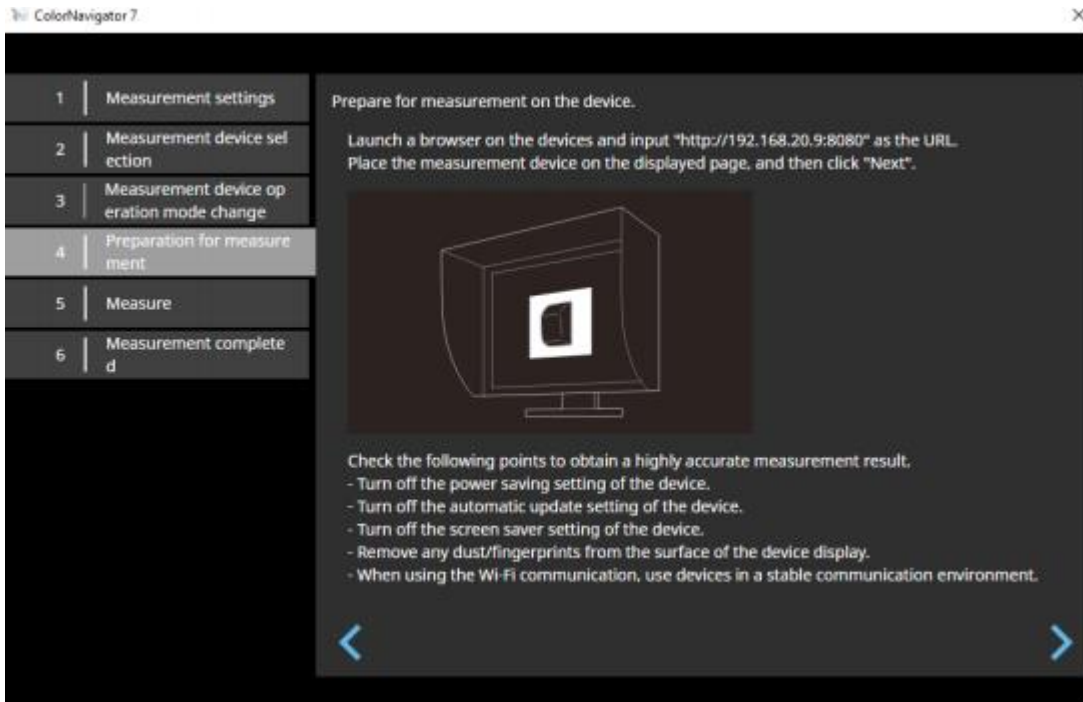 ColorNavigator 7
1 Measurement settings
2 Measurement device sel
ection
3 Measurement device op
eration mode change
4 Preparation for measure
ment
5 Measure
6 Measurement complete
d
Prepare for measurement on the device.
Launch a browser on the devices and input "http://192.168.20.9:8080" as the URL.
Place the measurement device on the displayed page, and then click "Next".
Check the following points to obtain a highly accurate measurement result.
- Turn off the power saving setting of the device.
- Turn off the automatic update setting of the device.
- Turn off the screen saver setting of the device.
- Remove any dust/fingerprints from the surface of the device display.
- When using the Wi-Fi communication, use devices in a stable communication environment.